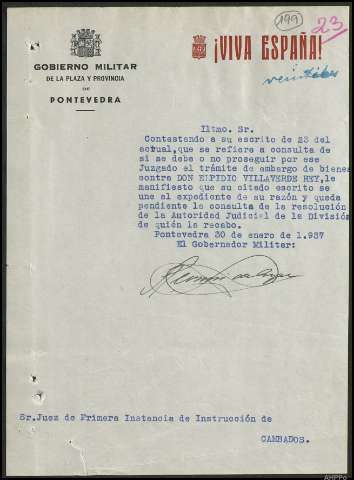 199
23
¡VIVA ESPAÑA!
GOBIERNO MILITAR
DE LA PLAZA Y PROVINCIA
DE
PONTEVEDRA
Iltmo. Sr.
Contestando a su escrito de 23 del
actual,que se refiere a consulta de
si se debe o no proseguir por ese
Juzgado el trámite de embargo de bienes
contra DON ELPIDIO VILLAVERDE REY,le
manifiesto que su citado escrito se
une al expediente de su razón y queda
pendiente la consulta de la resolución
de la Autoridad Judicial de la División
de quién la recabo.
Pontevedra 30 de enero de 1.937
El Gobernador Militar:
Sr.Juez de Primera Instancia de Instrucción de
CAMBADOS.
AHPPo